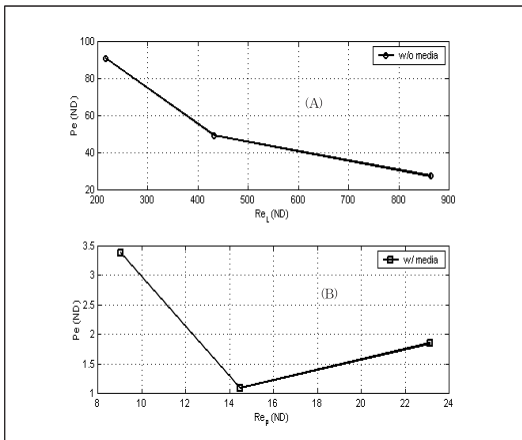 100
80
60
40
20
Pe (ND)
w/o media
(A)
200 300 400 500 600 700 800 900
Re_L (ND)
3.5
3
2.5
2
1.5
1
Pe (ND)
w/ media
(B)
8 10 12 14 16 18 20 22 24
Re_P (ND)